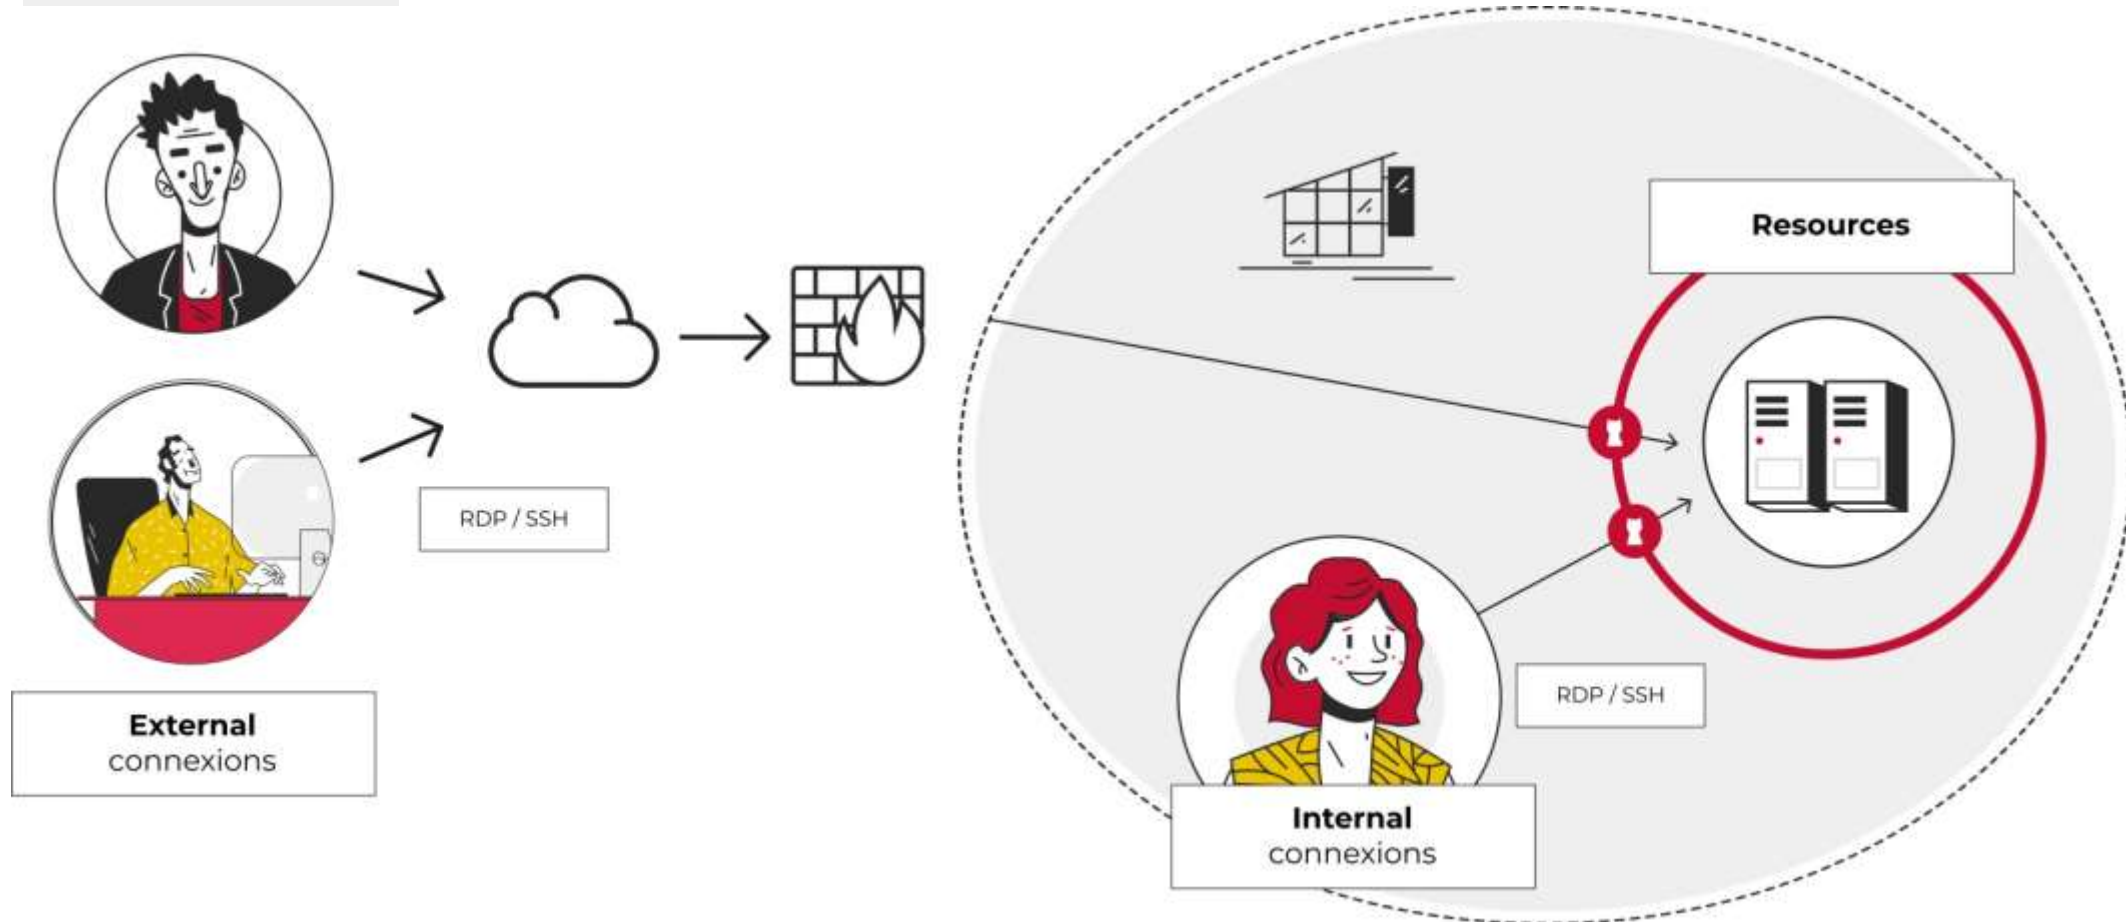 Resources
RDP / SSH
External
connexions
RDP / SSH
Internal
connexions